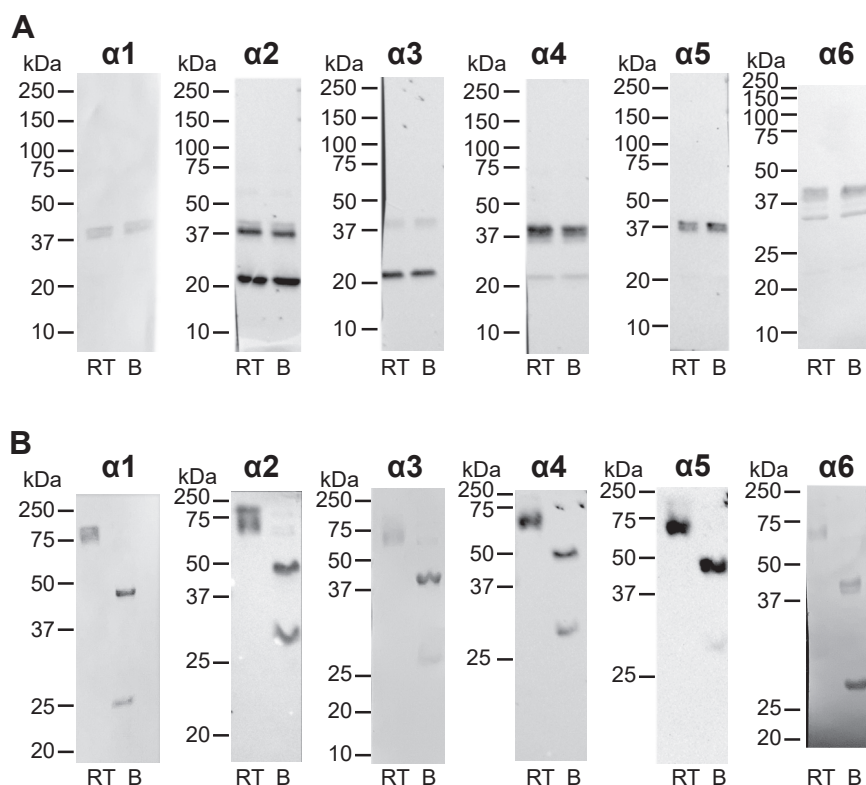 A
α1 α2 α3 α4 α5 α6
kDa kDa kDa kDa kDa kDa
250 250 250 250 250 250
150 150 150 150 150 150
100 100 100 100 100 100
75 75 75 75 75 75
50 50 50 50 50 50
37 37 37 37 37 37
25
20 20 20 20 20 20
10 10 10 10 10 10
RT B RT B RT B RT B RT B RT B
B
α1 α2 α3 α4 α5 α6
kDa kDa kDa kDa kDa kDa
250 250 250 250 250 250
75 75 75 75 75 75
50 50 50 50 50 50
37 37 37 37 37 37
25 25 25 25 25 25
20 20 20 20
10
RT B RT B RT B RT B RT B RT B